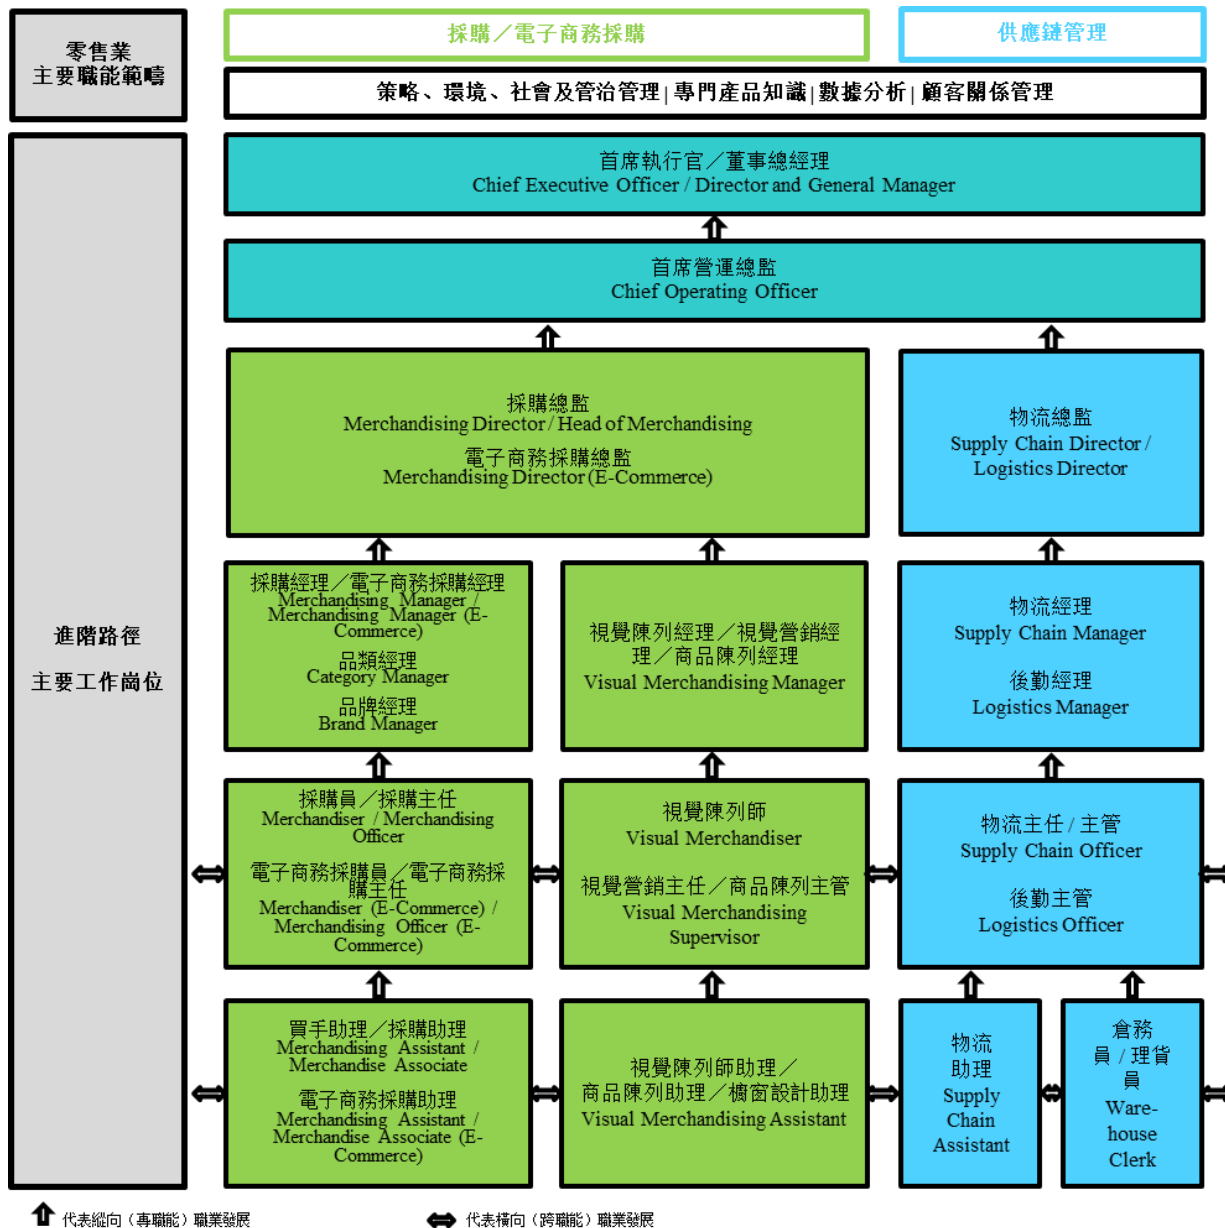 零售業
主要職能範疇
採購／電子商務採購
供應鏈管理
策略、環境、社會及管治管理|專門產品知識|數據分析|顧客關係管理
進階路徑
主要工作崗位
首席執行官／董事總經理
Chief Executive Officer / Director and General Manager
首席營運總監
Chief Operating Officer
採購總監
Merchandising Director / Head of Merchandising
電子商務採購總監
Merchandising Director (E-Commerce)
物流總監
Supply Chain Director /
Logistics Director
採購經理／電子商務採購經理
Merchandising Manager /
Merchandising Manager (E-
Commerce)
品類經理
Category Manager
品牌經理
Brand Manager
視覺陳列經理／視覺營銷經
理／商品陳列經理
Visual Merchandising Manager
物流經理
Supply Chain Manager
後勤經理
Logistics Manager
採購員／採購主任
Merchandiser / Merchandising
Officer
電子商務採購員／電子商務採
購主任
Merchandiser (E-Commerce) /
Merchandising Officer (E-
Commerce)
視覺陳列師
Visual Merchandiser
視覺營銷主任／商品陳列主管
Visual Merchandising
Supervisor
物流主任 / 主管
Supply Chain Officer
後勤主管
Logistics Officer
買手助理／採購助理
Merchandising Assistant /
Merchandise Associate
電子商務採購助理
Merchandising Assistant /
Merchandise Associate (E-
Commerce)
視覺陳列師助理／
商品陳列助理／櫥窗設計助理
Visual Merchandising Assistant
物流
助理
Supply
Chain
Assistant
倉務
員 / 理貨
員
Ware-
house
Clerk
代表縱向（專職能）職業發展
代表橫向（跨職能）職業發展